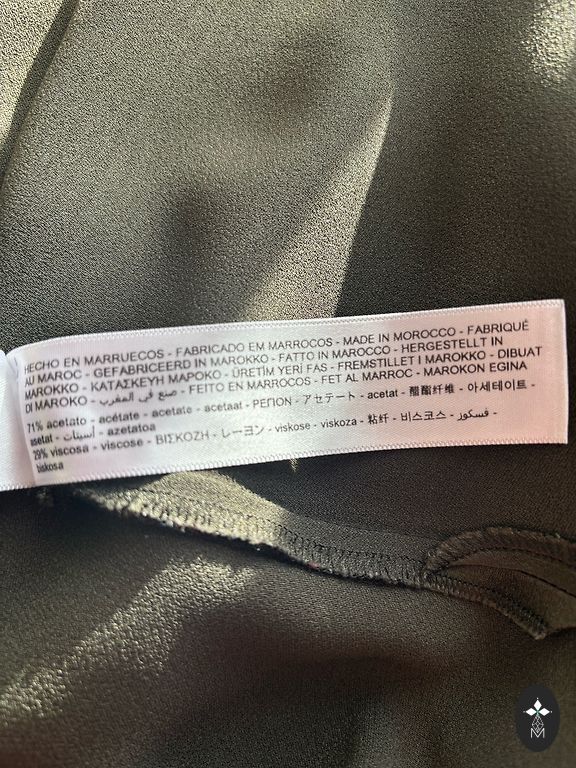 HECHO EN MARRUECOS - FABRICADO EM MARROCOS - MADE IN MOROCCO - FABRIQUÉ
AU MAROC - GEFABRICEERD IN MAROKKO - FATTO IN MAROCCO - HERGESTELLT IN
MAROKKO - ΚΑΤΑΣΚΕΥΗ ΜΑΡΟΚΟ - ÜRETİM YERİ FAS - FREMSTILLET I MAROKKO - DIBUAT
DI MAROKO - صنع في المغرب - FEITO EN MARROCOS - FET AL MARROC - MAROKON EGINA
71% acetato - acétate - acetate - acetaat - ΡΕΠΟΝ - アセテート - acetat - 醋酯纤维 - 아세테이트 -
asetat - أسيتات - azetatoa
29% viscosa - viscose - ΒΙΣΚΟΖΗ - レーヨン - viskose - viskoza - 粘纤 - 비스코스 - فسكوز -
biskosa
M